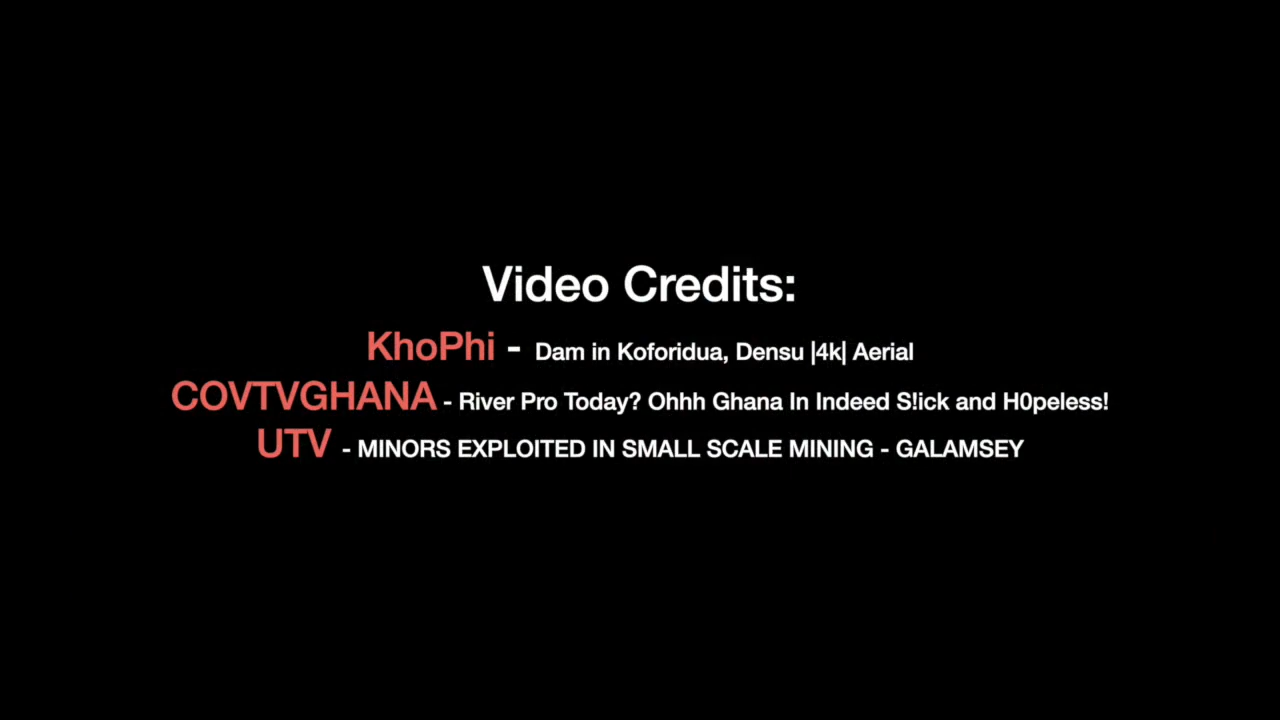 Video Credits:
KhoPhi - Dam in Koforidua, Densu |4k| Aerial
COVTVGHANA - River Pro Today? Ohhh Ghana In Indeed S!ick and H0peless!
UTV - MINORS EXPLOITED IN SMALL SCALE MINING - GALAMSEY